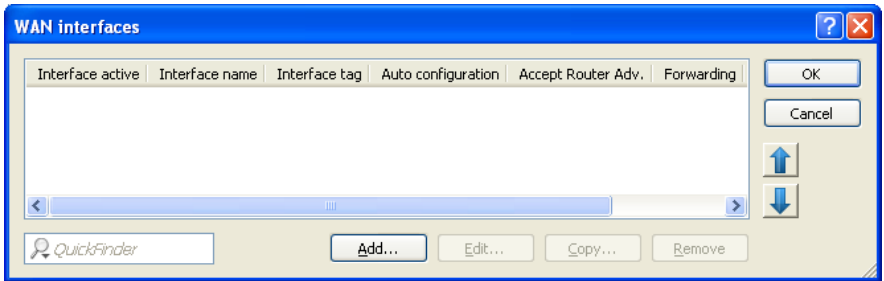 WAN interfaces
Interface active Interface name Interface tag Auto configuration Accept Router Adv. Forwarding
OK
Cancel
QuickFinder Add... Edit... Copy... Remove